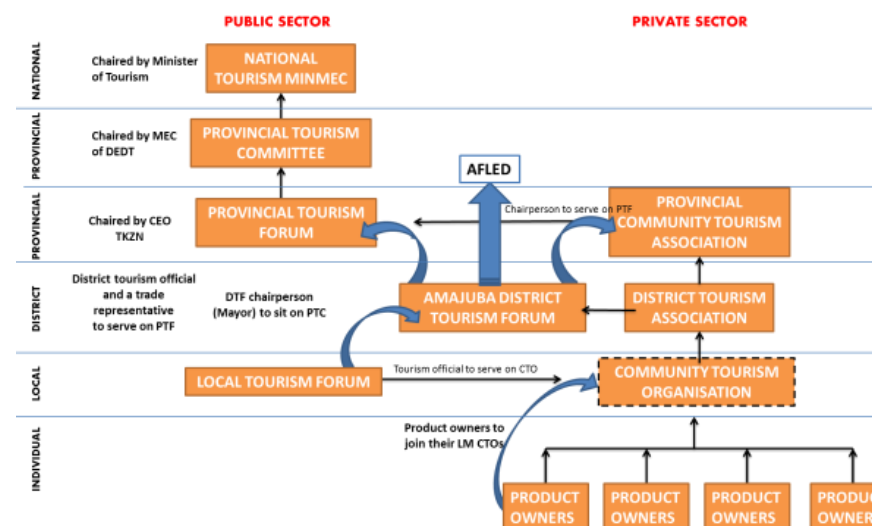 PUBLIC SECTOR
PRIVATE SECTOR
NATIONAL
Chaired by Minister
of Tourism
NATIONAL
TOURISM MINMEC
PROVINCIAL
Chaired by MEC
of DEDT
PROVINCIAL TOURISM
COMMITTEE
AFLED
PROVINCIAL
Chaired by CEO
TKZN
PROVINCIAL TOURISM
FORUM
Chairperson to serve on PTF
PROVINCIAL
COMMUNITY TOURISM
ASSOCIATION
DISTRICT
District tourism official
and a trade
representative
to serve on PTF
DTF chairperson
(Mayor) to sit on PTC
AMAJUBA DISTRICT
TOURISM FORUM
DISTRICT TOURISM
ASSOCIATION
LOCAL
LOCAL TOURISM FORUM
Tourism official to serve on CTO
COMMUNITY TOURISM
ORGANISATION
INDIVIDUAL
Product owners to
join their LM CTOs
PRODUCT
OWNERS
PRODUCT
OWNERS
PRODUCT
OWNERS
PRODUC
OWNERS